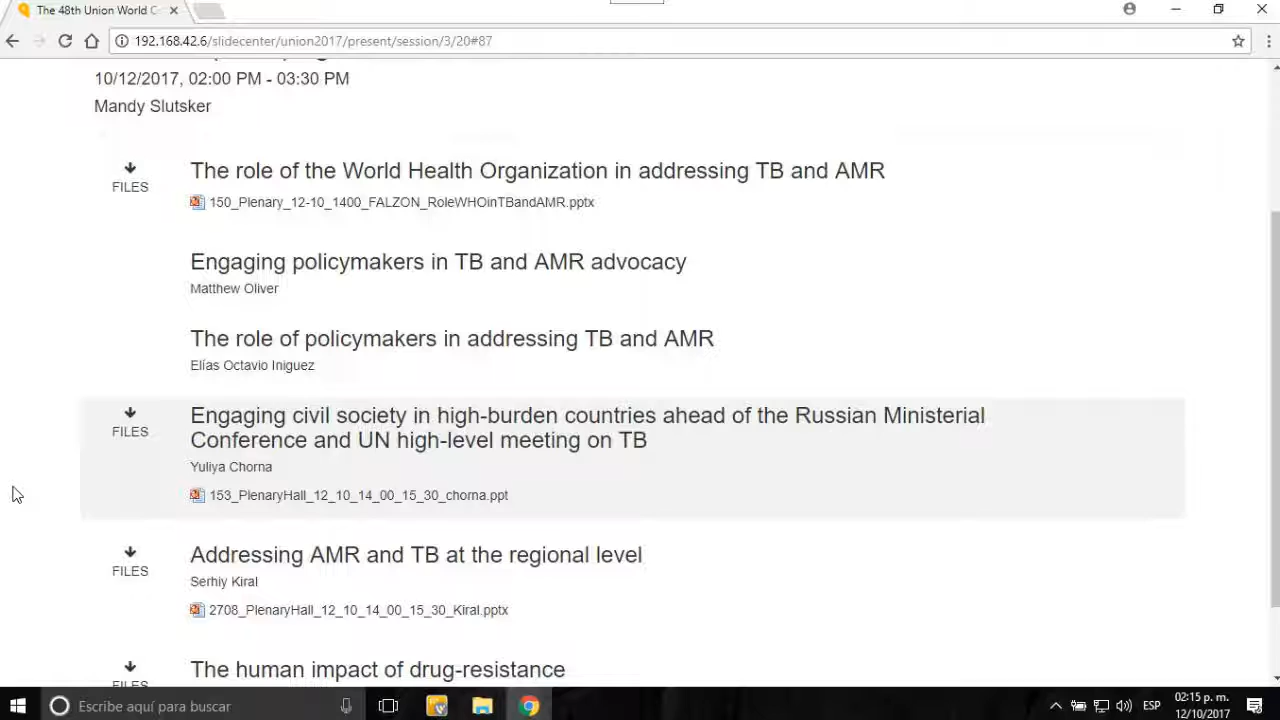 The 48th Union World C
192.168.42.6/slidecenter/union2017/present/session/3/20#87
10/12/2017, 02:00 PM - 03:30 PM
Mandy Slutsker
FILES
The role of the World Health Organization in addressing TB and AMR
150_Plenary_12-10_1400_FALZON_RoleWHOinTBandAMR.pptx
Engaging policymakers in TB and AMR advocacy
Matthew Oliver
The role of policymakers in addressing TB and AMR
Elías Octavio Iniguez
FILES
Engaging civil society in high-burden countries ahead of the Russian Ministerial
Conference and UN high-level meeting on TB
Yuliya Chorna
153_PlenaryHall_12_10_14_00_15_30_chorna.ppt
FILES
Addressing AMR and TB at the regional level
Serhiy Kiral
2708_PlenaryHall_12_10_14_00_15_30_Kiral.pptx
FILES
The human impact of drug-resistance
Escribe aquí para buscar
ESP
02:15 p. m.
12/10/2017